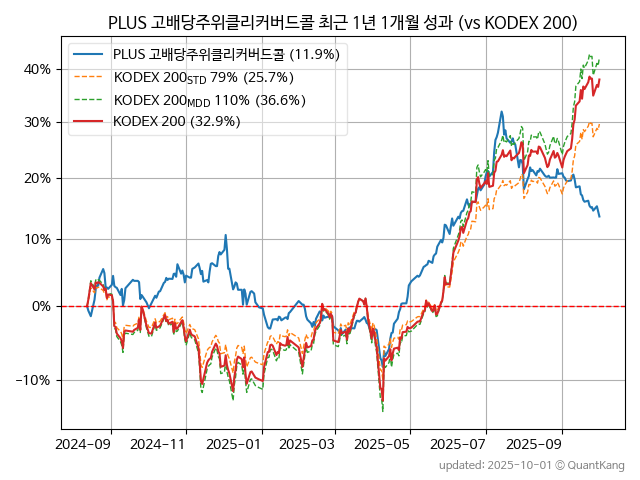 PLUS 고배당주위클리커버드콜 최근 1년 1개월 성과 (vs KODEX 200)
PLUS 고배당주위클리커버드콜 (11.9%)
KODEX 200STD 79% (25.7%)
KODEX 200MDD 110% (36.6%)
KODEX 200 (32.9%)
40%
30%
20%
10%
0%
−10%
2024-09
2024-11
2025-01
2025-03
2025-05
2025-07
2025-09
updated: 2025-10-01 © QuantKang